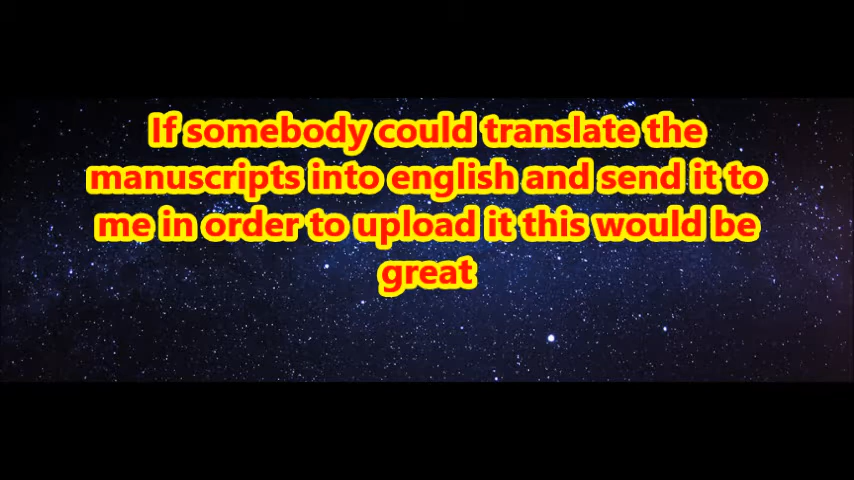 If somebody could translate the
manuscripts into english and send it to
me in order to upload it this would be
great